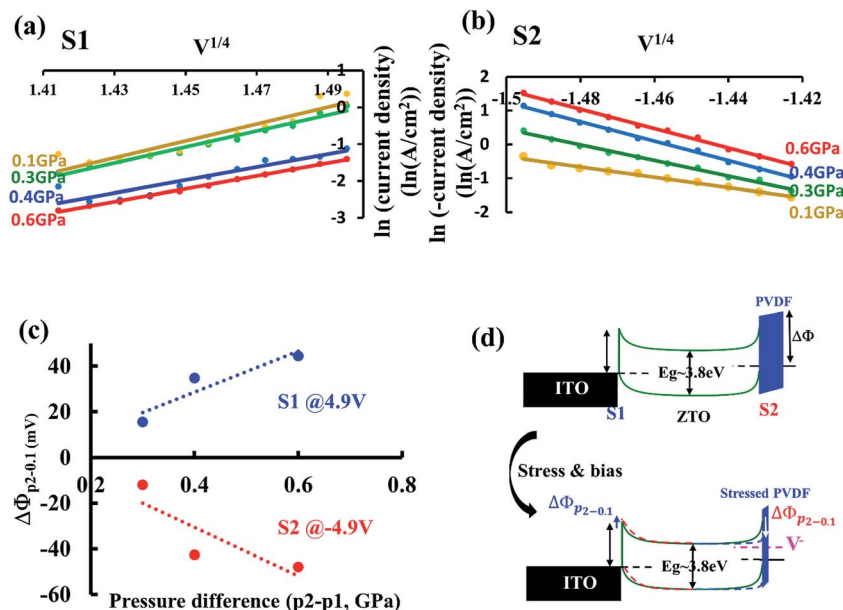 (a) S1
V1/4
1.41 1.43 1.45 1.47 1.49
1
0
-1
-2
-3
0.1GPa
0.3GPa
0.4GPa
0.6GPa
ln (current density)
(ln(A/cm2))
(b) S2
V1/4
-1.5 -1.48 -1.46 -1.44 -1.42
2
1
0
-1
-2
ln (-current density)
(ln(A/cm2))
0.6GPa
0.4GPa
0.3GPa
0.1GPa
(c)
40
20
0
-20
-40
-60
0.2 0.4 0.6 0.8
ΔΦp2-0.1 (mV)
S1 @4.9V
S2 @-4.9V
Pressure difference (p2-p1, GPa)
(d)
PVDF
ΔΦ
Eg~3.8eV
ITO
S1
ZTO
S2
Stress & bias
ΔΦp2−0.1
Stressed PVDF
ΔΦp2−0.1
V-
Eg~3.8eV
ITO